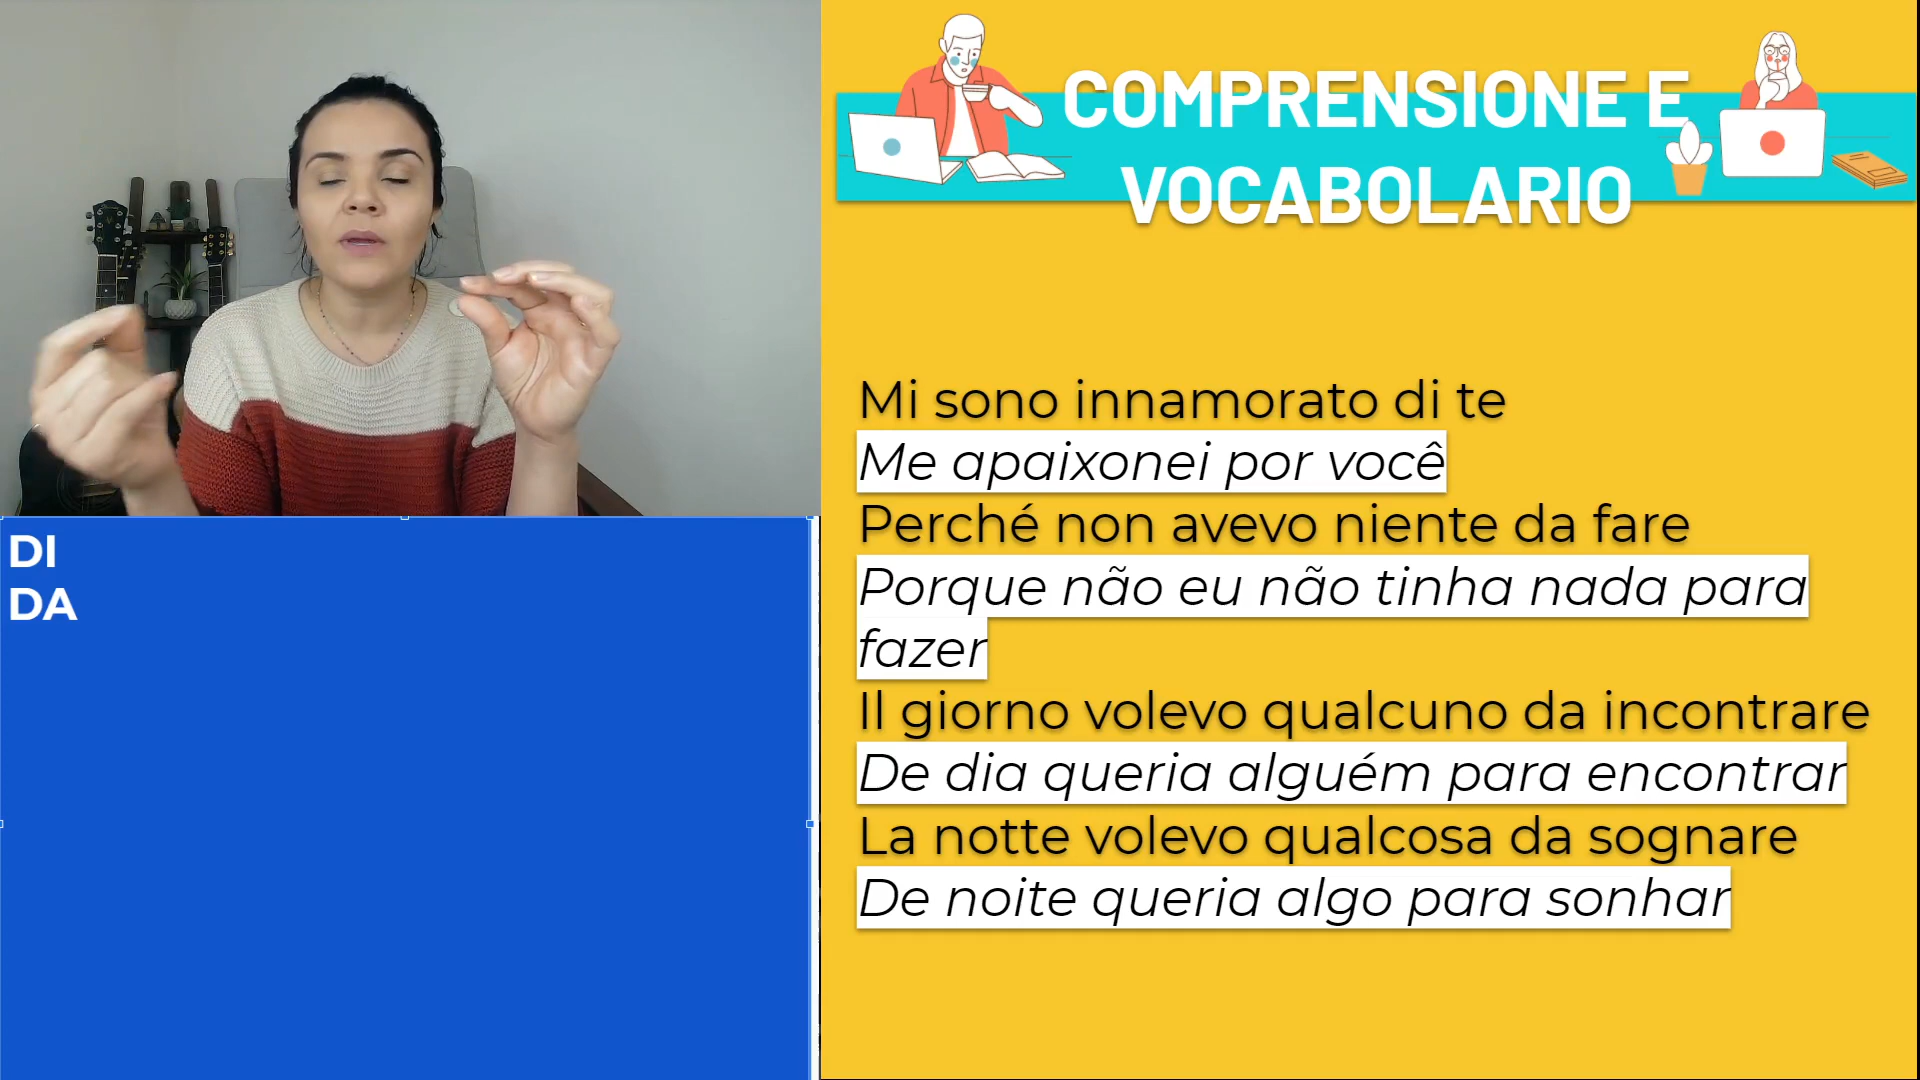 COMPRENSIONE E
VOCABOLARIO
Mi sono innamorato di te
Me apaixonei por você
Perché non avevo niente da fare
Porque não eu não tinha nada para
fazer
Il giorno volevo qualcuno da incontrare
De dia queria alguém para encontrar
La notte volevo qualcosa da sognare
De noite queria algo para sonhar
DI
DA